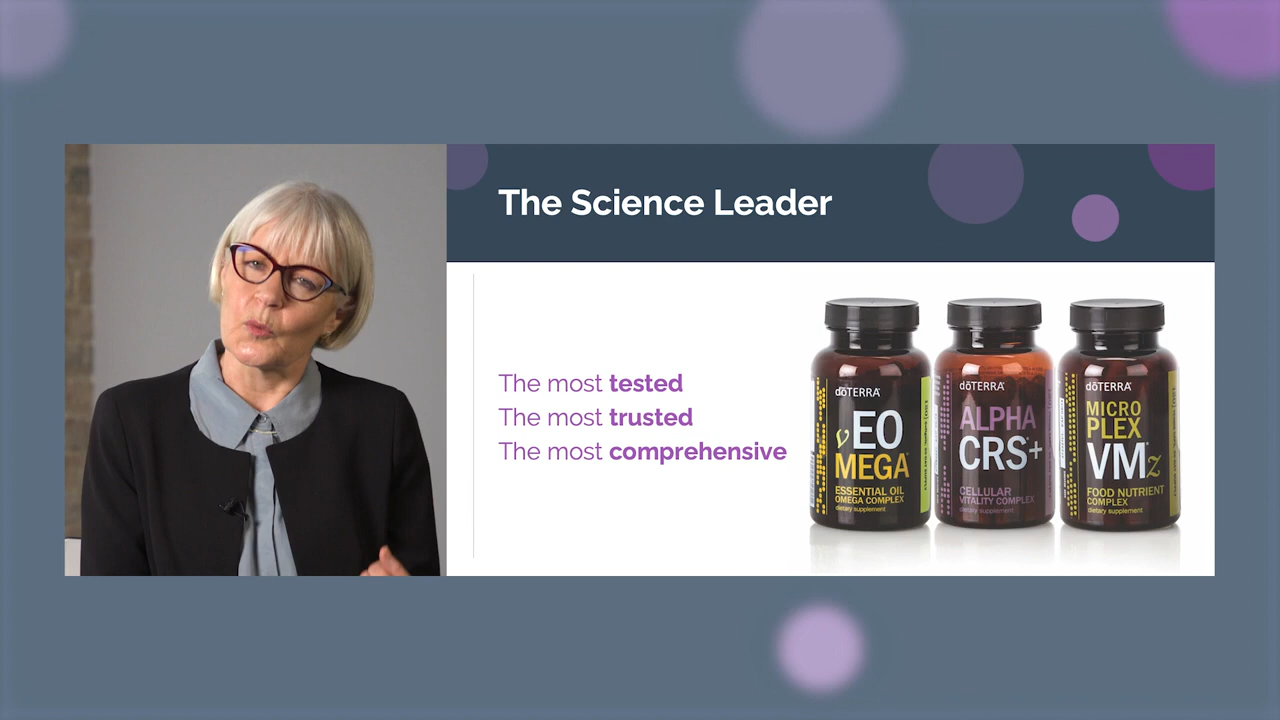 The Science Leader
The most tested
The most trusted
The most comprehensive
dōTERRA
vEO
MEGA
ESSENTIAL OIL
OMEGA COMPLEX
dietary supplement
dōTERRA
ALPHA
CRS+
CELLULAR
VITALITY COMPLEX
dietary supplement
dōTERRA
MICRO
PLEX
VMz
FOOD NUTRIENT
COMPLEX
dietary supplement